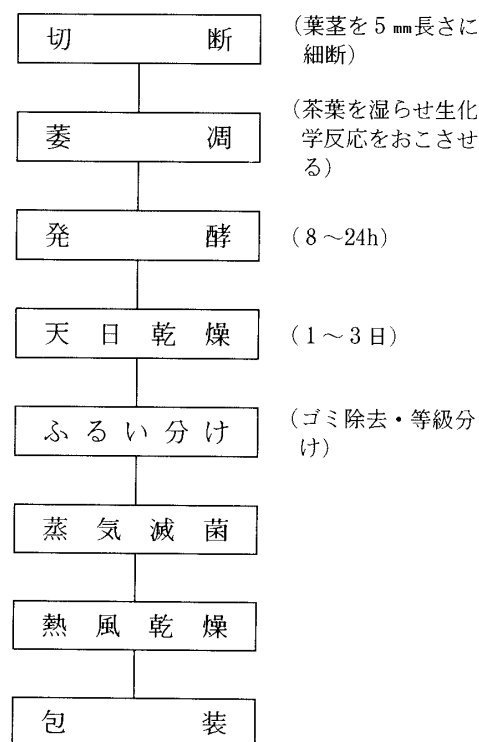 切断
(葉茎を5㎜長さに
細断)
萎凋
(茶葉を湿らせ生化
学反応をおこさせ
る)
発酵
(8～24h)
天日乾燥
(1～3日)
ふるい分け
(ゴミ除去・等級分
け)
蒸気滅菌
熱風乾燥
包装